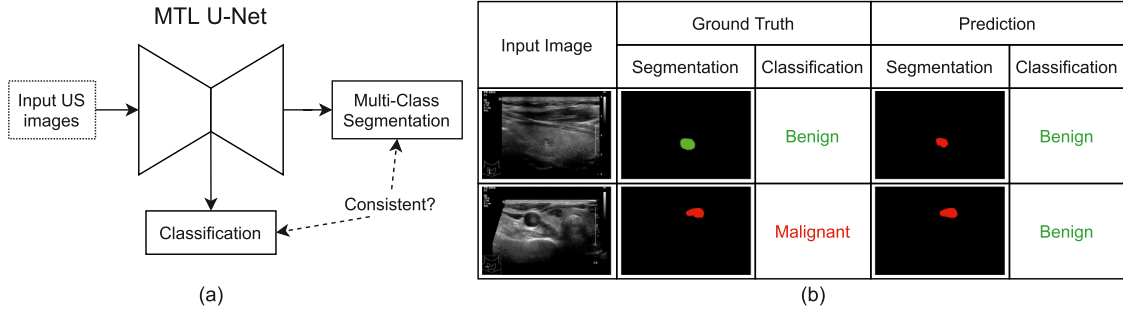 MTL U-Net
Input US
images
Multi-Class
Segmentation
Consistent?
Classification
(a)
Input Image
Ground Truth
Prediction
Segmentation
Classification
Segmentation
Classification
Benign
Benign
Malignant
Benign
(b)